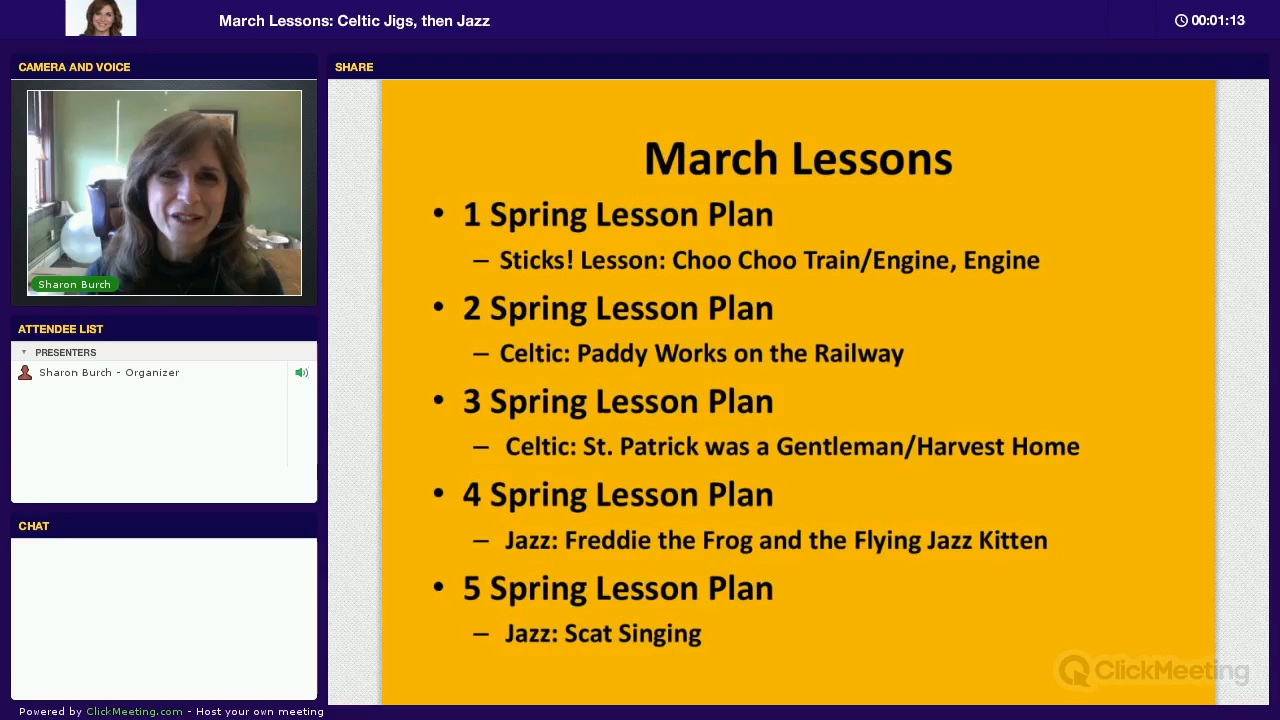 March Lessons: Celtic Jigs, then Jazz
00:01:13
CAMERA AND VOICE
Sharon Burch
ATTENDEE LIST
PRESENTERS
Sharon Burch - Organizer
CHAT
Powered by ClickMeeting.com - Host your own meeting
SHARE
March Lessons
• 1 Spring Lesson Plan
– Sticks! Lesson: Choo Choo Train/Engine, Engine
• 2 Spring Lesson Plan
– Celtic: Paddy Works on the Railway
• 3 Spring Lesson Plan
– Celtic: St. Patrick was a Gentleman/Harvest Home
• 4 Spring Lesson Plan
– Jazz: Freddie the Frog and the Flying Jazz Kitten
• 5 Spring Lesson Plan
– Jazz: Scat Singing
ClickMeeting